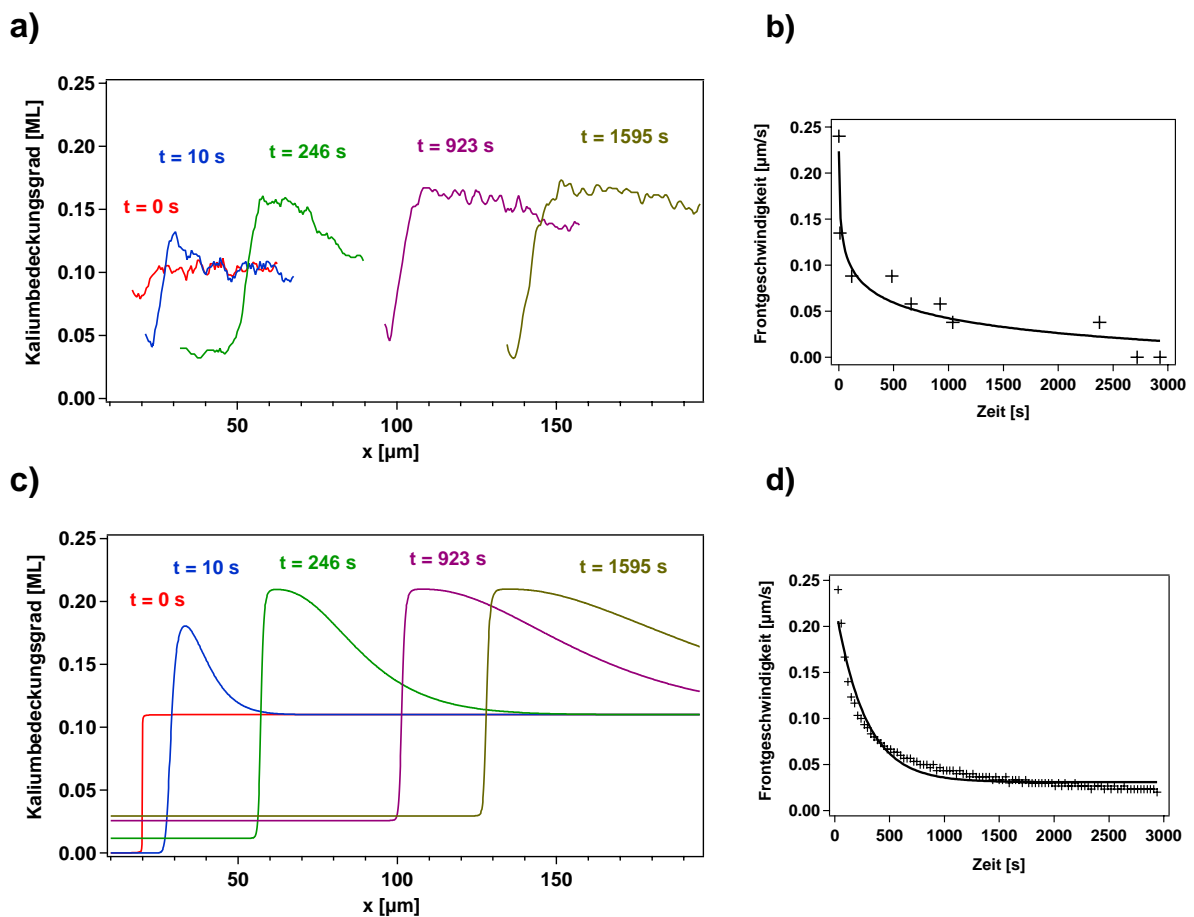 a)
Kaliumbedeckungsgrad [ML]
0.25
0.20
0.15
0.10
0.05
0.00
t = 0 s
t = 10 s
t = 246 s
t = 923 s
t = 1595 s
50
100
150
x [µm]
b)
Frontgeschwindigkeit [µm/s]
0.25
0.20
0.15
0.10
0.05
0.00
0
500
1000
1500
2000
2500
3000
Zeit [s]
c)
Kaliumbedeckungsgrad [ML]
0.25
0.20
0.15
0.10
0.05
0.00
t = 0 s
t = 10 s
t = 246 s
t = 923 s
t = 1595 s
50
100
150
x [µm]
d)
Frontgeschwindigkeit [µm/s]
0.25
0.20
0.15
0.10
0.05
0.00
0
500
1000
1500
2000
2500
3000
Zeit [s]